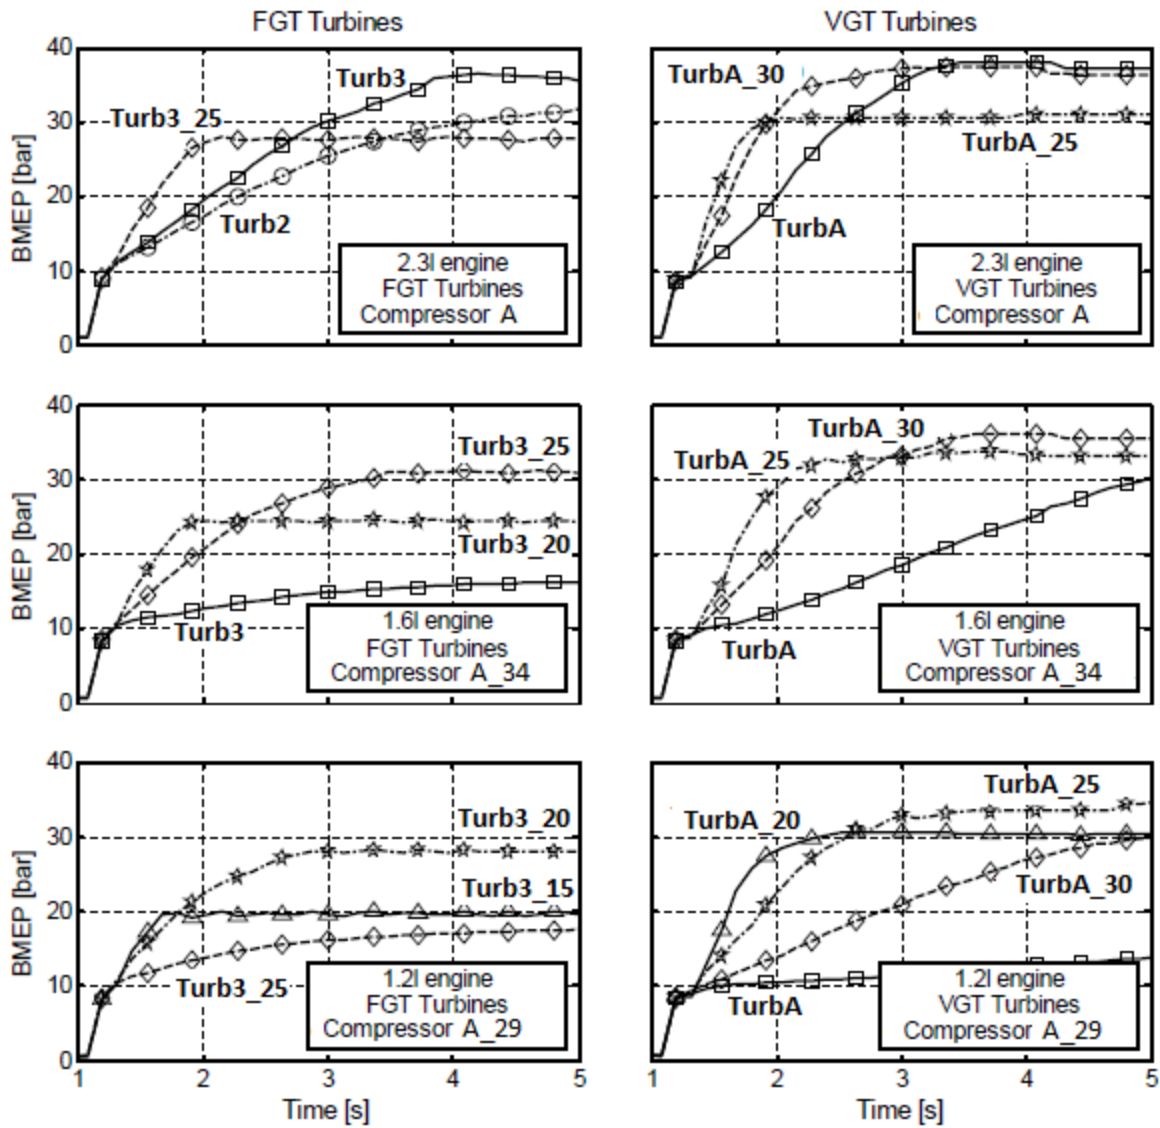 FGT Turbines
VGT Turbines
40
30
20
10
0
BMEP [bar]
Turb3
Turb3_25
Turb2
2.3l engine
FGT Turbines
Compressor A
TurbA_30
TurbA_25
TurbA
2.3l engine
VGT Turbines
Compressor A
40
30
20
10
0
BMEP [bar]
Turb3_25
Turb3_20
Turb3
1.6l engine
FGT Turbines
Compressor A_34
TurbA_30
TurbA_25
TurbA
1.6l engine
VGT Turbines
Compressor A_34
40
30
20
10
0
BMEP [bar]
Turb3_20
Turb3_15
Turb3_25
1.2l engine
FGT Turbines
Compressor A_29
1 2 3 4 5
Time [s]
TurbA_25
TurbA_20
TurbA_30
TurbA
1.2l engine
VGT Turbines
Compressor A_29
1 2 3 4 5
Time [s]